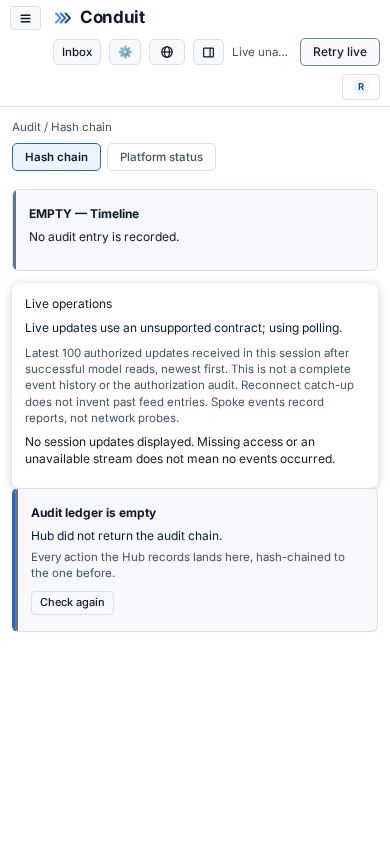 Conduit
Inbox
Live una...
Retry live
R
Audit / Hash chain
Hash chain
Platform status
EMPTY — Timeline
No audit entry is recorded.
Live operations
Live updates use an unsupported contract; using polling.
Latest 100 authorized updates received in this session after
successful model reads, newest first. This is not a complete
event history or the authorization audit. Reconnect catch-up
does not invent past feed entries. Spoke events record
reports, not network probes.
No session updates displayed. Missing access or an
unavailable stream does not mean no events occurred.
Audit ledger is empty
Hub did not return the audit chain.
Every action the Hub records lands here, hash-chained to
the one before.
Check again